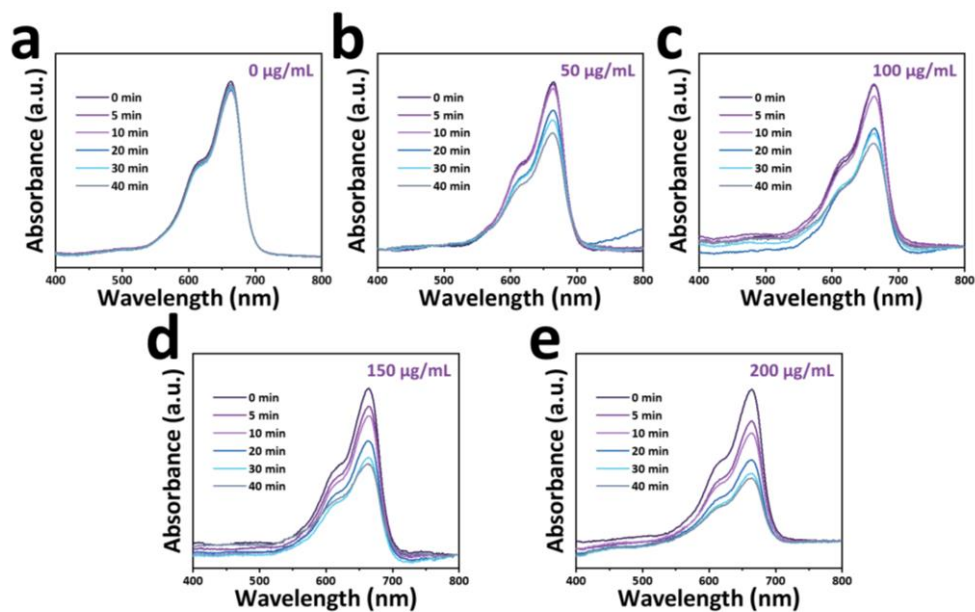 a
0 µg/mL
0 min
5 min
10 min
20 min
30 min
40 min
Absorbance (a.u.)
400 500 600 700 800
Wavelength (nm)
b
50 µg/mL
0 min
5 min
10 min
20 min
30 min
40 min
Absorbance (a.u.)
400 500 600 700 800
Wavelength (nm)
c
100 µg/mL
0 min
5 min
10 min
20 min
30 min
40 min
Absorbance (a.u.)
400 500 600 700 800
Wavelength (nm)
d
150 µg/mL
0 min
5 min
10 min
20 min
30 min
40 min
Absorbance (a.u.)
400 500 600 700 800
Wavelength (nm)
e
200 µg/mL
0 min
5 min
10 min
20 min
30 min
40 min
Absorbance (a.u.)
400 500 600 700 800
Wavelength (nm)